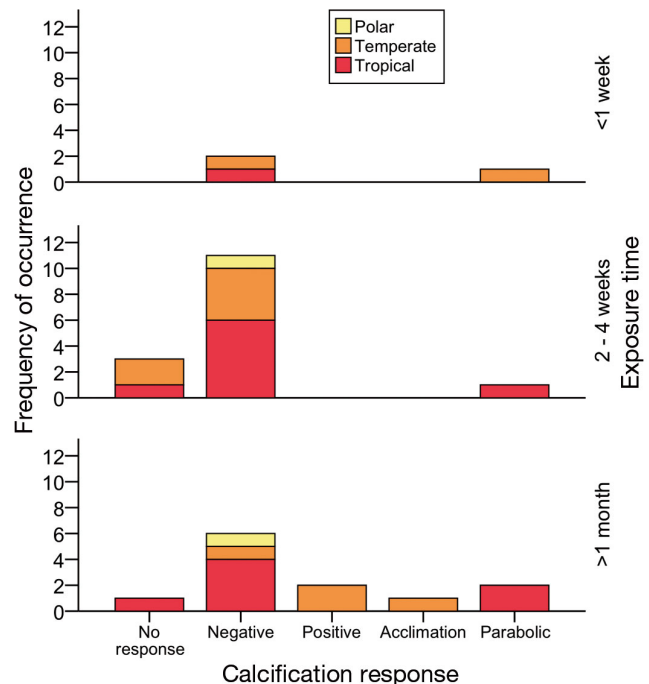 Polar
Temperate
Tropical
12
10
8
6
4
2
0
<1 week
12
10
8
6
4
2
0
2 - 4 weeks
12
10
8
6
4
2
0
>1 month
Frequency of occurrence
Exposure time
No
response
Negative
Positive
Acclimation
Parabolic
Calcification response